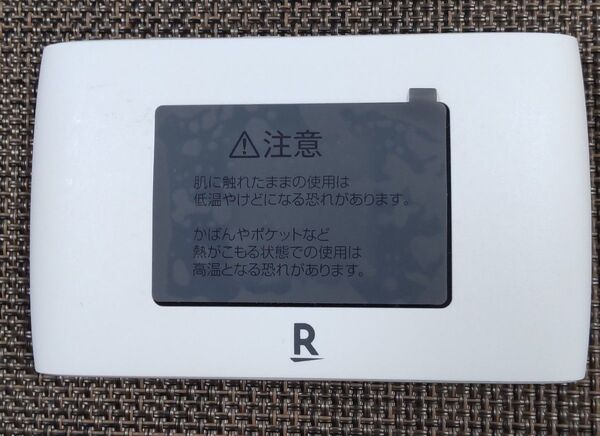 ⚠注意
肌に触れたままの使用は
低温やけどになる恐れがあります。
かばんやポケットなど
熱がこもる状態での使用は
高温となる恐れがあります。
R